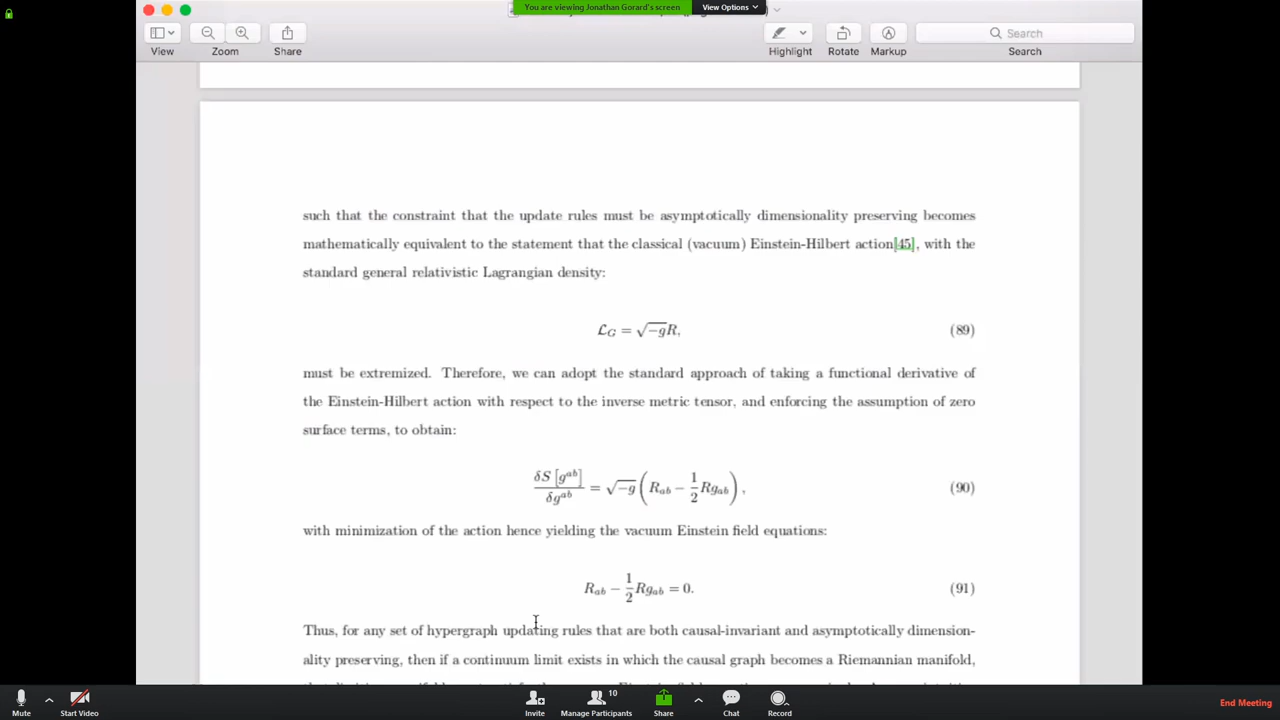 You are viewing Jonathan Gorard's screen
View Options
View
Zoom
Share
Highlight
Rotate
Markup
Search
Search
such that the constraint that the update rules must be asymptotically dimensionality preserving becomes
mathematically equivalent to the statement that the classical (vacuum) Einstein-Hilbert action[45], with the
standard general relativistic Lagrangian density:
ℒ_G = √−g R, (89)
must be extremized. Therefore, we can adopt the standard approach of taking a functional derivative of
the Einstein-Hilbert action with respect to the inverse metric tensor, and enforcing the assumption of zero
surface terms, to obtain:
δS [g^{ab}] / δg^{ab} = √−g (R_{ab} − 1/2 R g_{ab}), (90)
with minimization of the action hence yielding the vacuum Einstein field equations:
R_{ab} − 1/2 R g_{ab} = 0. (91)
Thus, for any set of hypergraph updating rules that are both causal-invariant and asymptotically dimension-
ality preserving, then if a continuum limit exists in which the causal graph becomes a Riemannian manifold,
Mute
Start Video
Invite
Manage Participants
10
Share
Chat
Record
End Meeting